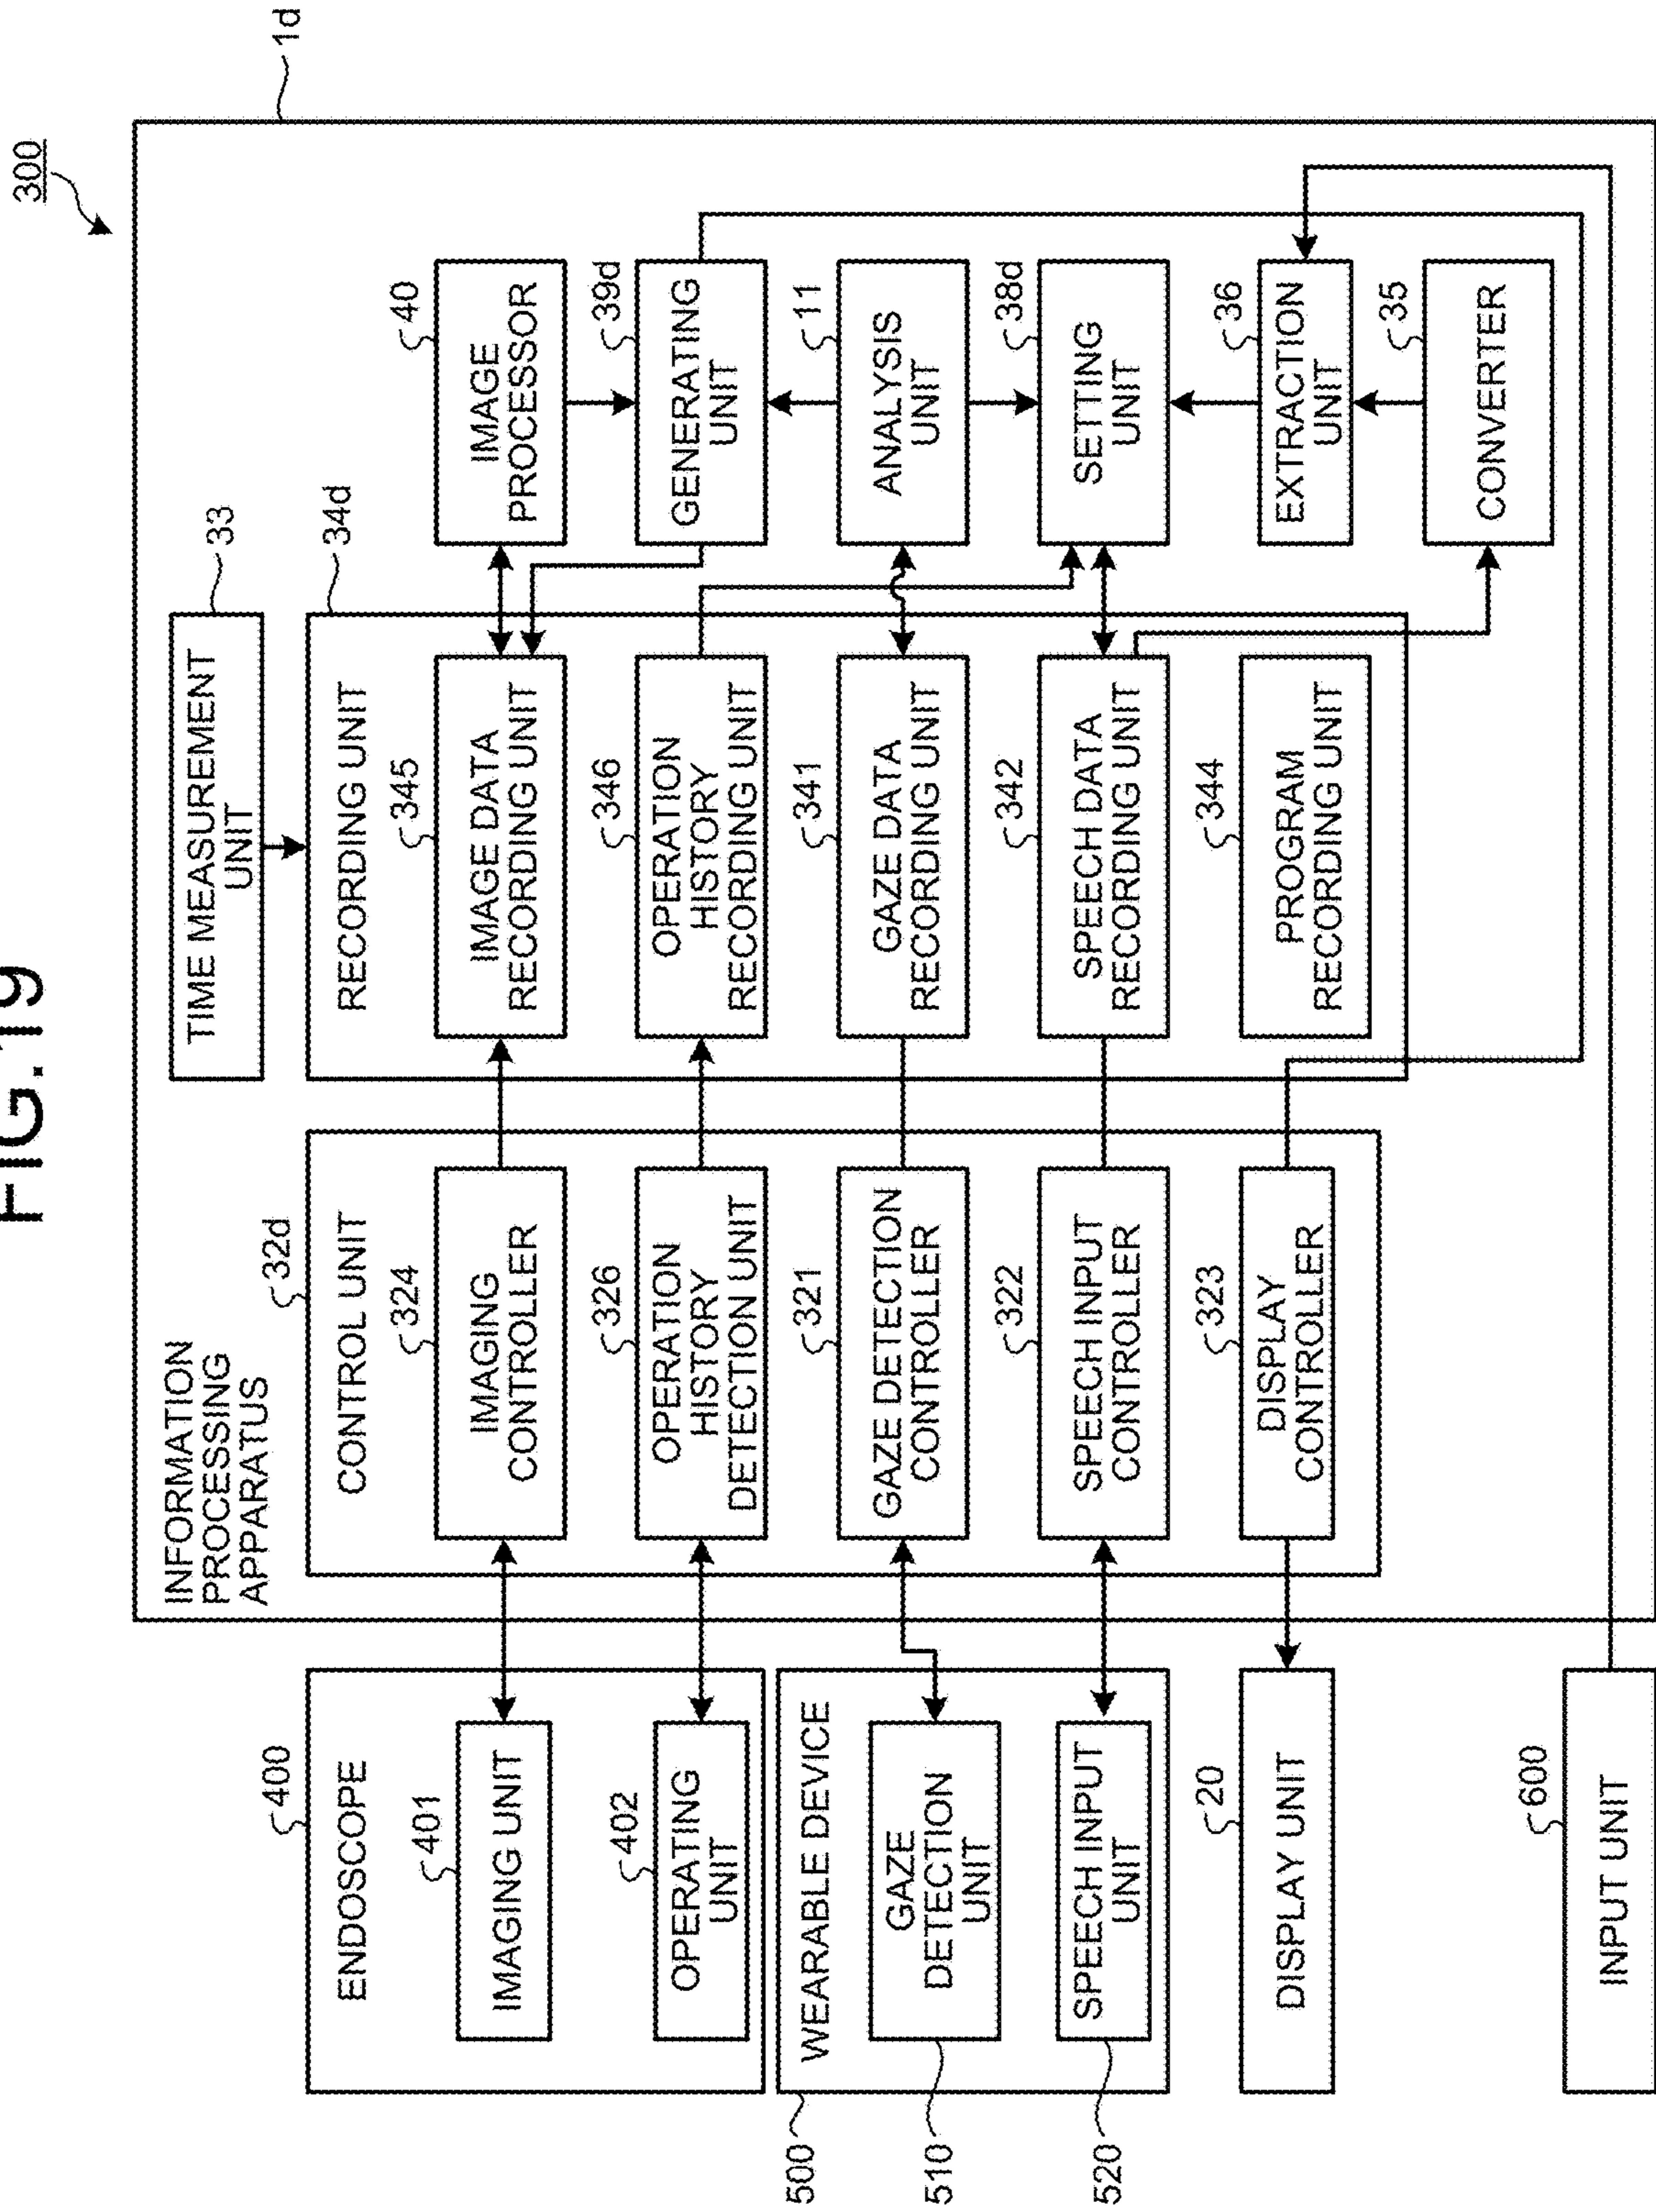 FIG.19
300
1d
INFORMATION
PROCESSING
APPARATUS
TIME MEASUREMENT
UNIT
33
400
ENDOSCOPE
401
IMAGING UNIT
402
OPERATING
UNIT
500
WEARABLE DEVICE
510
GAZE
DETECTION
UNIT
520
SPEECH INPUT
UNIT
20
DISPLAY UNIT
600
INPUT UNIT
32d
CONTROL UNIT
324
IMAGING
CONTROLLER
326
OPERATION
HISTORY
DETECTION UNIT
321
GAZE DETECTION
CONTROLLER
322
SPEECH INPUT
CONTROLLER
323
DISPLAY
CONTROLLER
34d
RECORDING UNIT
345
IMAGE DATA
RECORDING UNIT
346
OPERATION
HISTORY
RECORDING UNIT
341
GAZE DATA
RECORDING UNIT
342
SPEECH DATA
RECORDING UNIT
344
PROGRAM
RECORDING UNIT
40
IMAGE
PROCESSOR
39d
GENERATING
UNIT
11
ANALYSIS
UNIT
38d
SETTING
UNIT
36
EXTRACTION
UNIT
35
CONVERTER